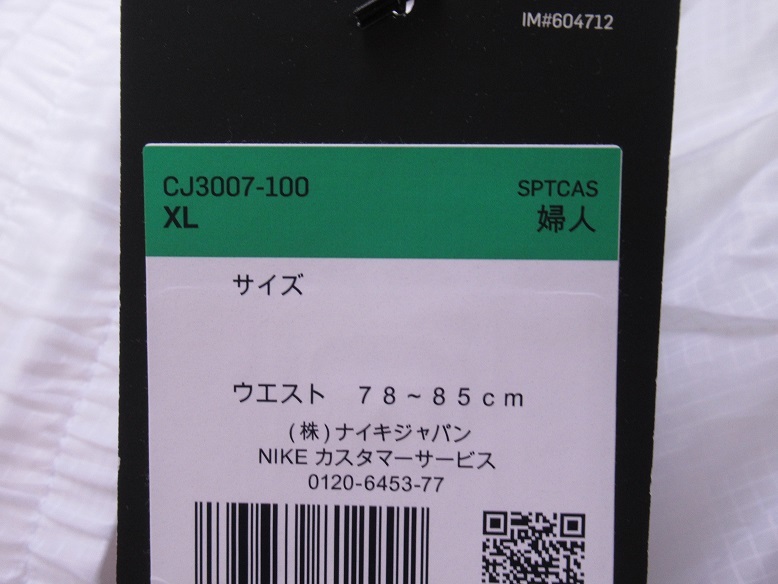 IM#604712
CJ3007-100 SPTCAS
XL 婦人
サイズ
ウエスト 78~85cm
(株)ナイキジャパン
NIKE カスタマーサービス
0120-6453-77